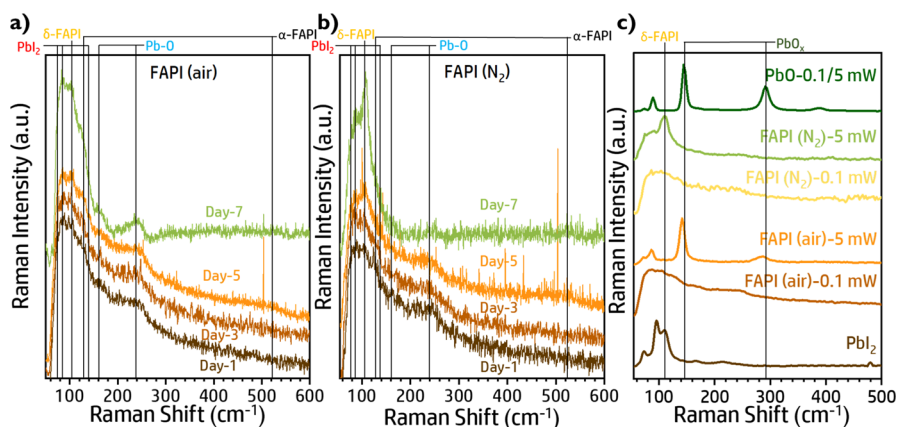 a)
δ-FAPI
α-FAPI
PbI₂
Pb-O
FAPI (air)
Raman Intensity (a.u.)
Day-7
Day-5
Day-3
Day-1
100 200 300 400 500 600
Raman Shift (cm⁻¹)
b)
δ-FAPI
α-FAPI
PbI₂
Pb-O
FAPI (N₂)
Raman Intensity (a.u.)
Day-7
Day-5
Day-3
Day-1
100 200 300 400 500 600
Raman Shift (cm⁻¹)
c)
δ-FAPI
PbOₓ
Raman Intensity (a.u.)
PbO-0.1/5 mW
FAPI (N₂)-5 mW
FAPI (N₂)-0.1 mW
FAPI (air)-5 mW
FAPI (air)-0.1 mW
PbI₂
100 200 300 400 500
Raman Shift (cm⁻¹)